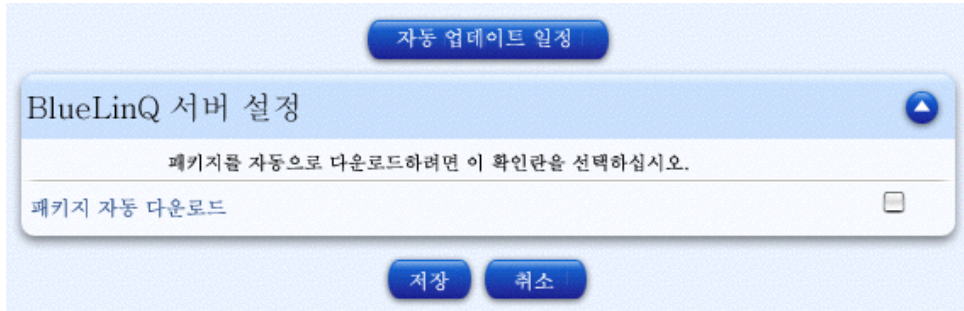 자동 업데이트 일정
BlueLinQ 서버 설정
패키지를 자동으로 다운로드하려면 이 확인란을 선택하십시오.
패키지 자동 다운로드
저장 취소